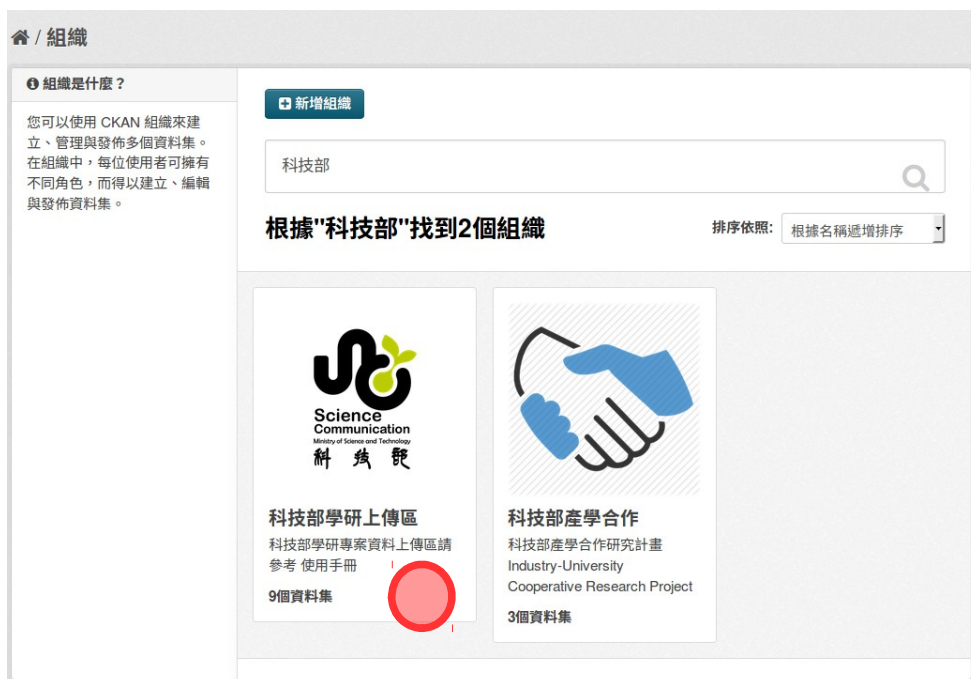 / 組織
組織是什麼？
您可以使用 CKAN 組織來建
立、管理與發佈多個資料集。
在組織中，每位使用者可擁有
不同角色，而得以建立、編輯
與發佈資料集。
新增組織
科技部
根據"科技部"找到2個組織
排序依照:
根據名稱遞增排序
Science
Communication
Ministry of Science and Technology
科技部
科技部學研上傳區
科技部學研專案資料上傳區請
參考 使用手冊
9個資料集
科技部產學合作
科技部產學合作研究計畫
Industry-University
Cooperative Research Project
3個資料集